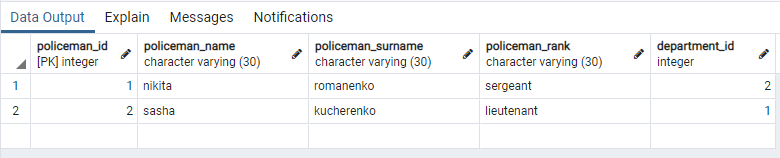 Data Output Explain Messages Notifications
policeman_id policeman_name policeman_surname policeman_rank department_id
[PK] integer character varying (30) character varying (30) character varying (30) integer
1 1 nikita romanenko sergeant 2
2 2 sasha kucherenko lieutenant 1